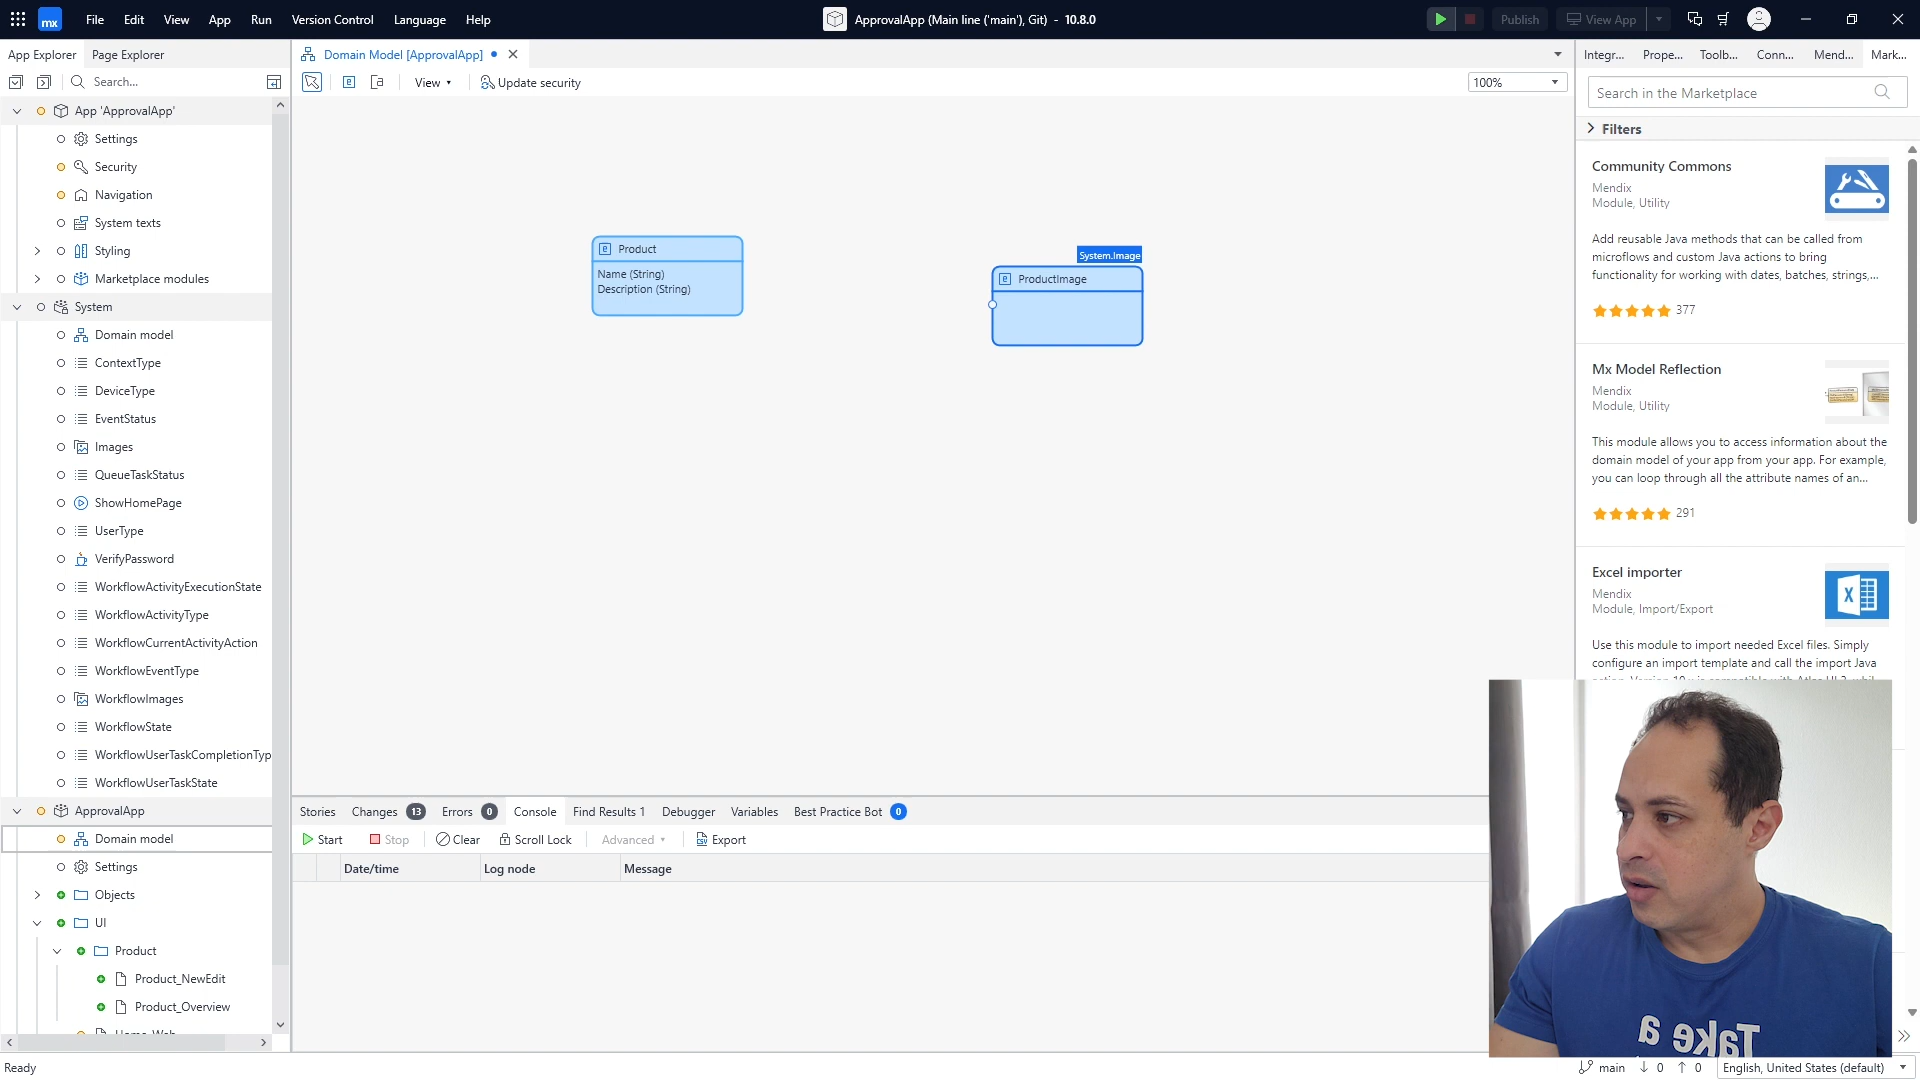 mx File Edit View App Run Version Control Language Help
ApprovalApp (Main line ('main'), Git) - 10.8.0
Publish View App
App Explorer Page Explorer
Search...
App 'ApprovalApp'
Settings
Security
Navigation
System texts
Styling
Marketplace modules
System
Domain model
ContextType
DeviceType
EventStatus
Images
QueueTaskStatus
ShowHomePage
UserType
VerifyPassword
WorkflowActivityExecutionState
WorkflowActivityType
WorkflowCurrentActivityAction
WorkflowEventType
WorkflowImages
WorkflowState
WorkflowUserTaskCompletionTyp
WorkflowUserTaskState
ApprovalApp
Domain model
Settings
Objects
UI
Product
Product_NewEdit
Product_Overview
Domain Model [ApprovalApp]
View Update security 100%
Product
Name (String)
Description (String)
System.Image
ProductImage
Stories Changes 13 Errors 0 Console Find Results 1 Debugger Variables Best Practice Bot 0
Start Stop Clear Scroll Lock Advanced Export
Date/time Log node Message
Integr... Prope... Toolb... Conn... Mend... Mark...
Search in the Marketplace
Filters
Community Commons
Mendix
Module, Utility
Add reusable Java methods that can be called from
microflows and custom Java actions to bring
functionality for working with dates, batches, strings,...
377
Mx Model Reflection
Mendix
Module, Utility
This module allows you to access information about the
domain model of your app from your app. For example,
you can loop through all the attribute names of an...
291
Excel importer
Mendix
Module, Import/Export
Use this module to import needed Excel files. Simply
configure an import template and call the import Java
Take a
Ready
main 0 0 English, United States (default)